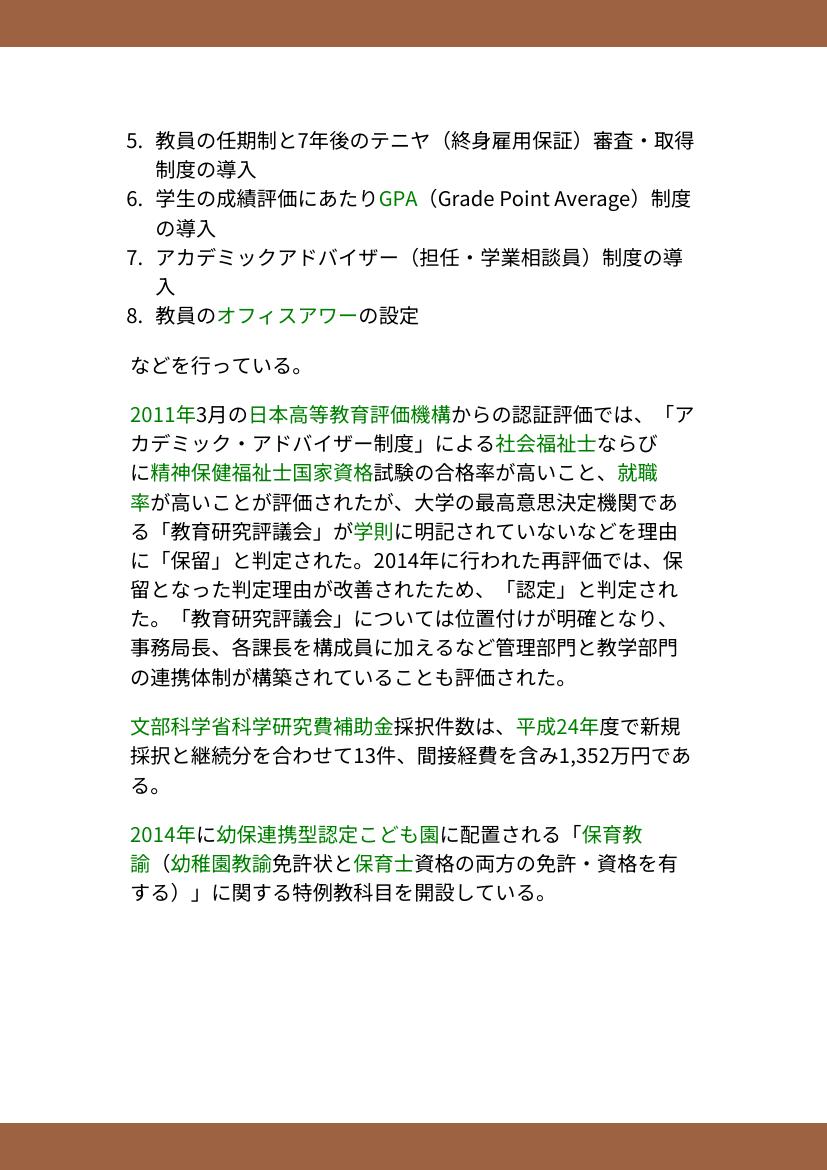 5. 教員の任期制と7年後のテニヤ（終身雇用保証）審査・取得
制度の導入
6. 学生の成績評価にあたりGPA（Grade Point Average）制度
の導入
7. アカデミックアドバイザー（担任・学業相談員）制度の導
入
8. 教員のオフィスアワーの設定
などを行っている。
2011年3月の日本高等教育評価機構からの認証評価では、「ア
カデミック・アドバイザー制度」による社会福祉士ならび
に精神保健福祉士国家資格試験の合格率が高いこと、就職
率が高いことが評価されたが、大学の最高意思決定機関であ
る「教育研究評議会」が学則に明記されていないなどを理由
に「保留」と判定された。2014年に行われた再評価では、保
留となった判定理由が改善されたため、「認定」と判定され
た。「教育研究評議会」については位置付けが明確となり、
事務局長、各課長を構成員に加えるなど管理部門と教学部門
の連携体制が構築されていることも評価された。
文部科学省科学研究費補助金採択件数は、平成24年度で新規
採択と継続分を合わせて13件、間接経費を含み1,352万円であ
る。
2014年に幼保連携型認定こども園に配置される「保育教
諭（幼稚園教諭免許状と保育士資格の両方の免許・資格を有
する）」に関する特例教科目を開設している。